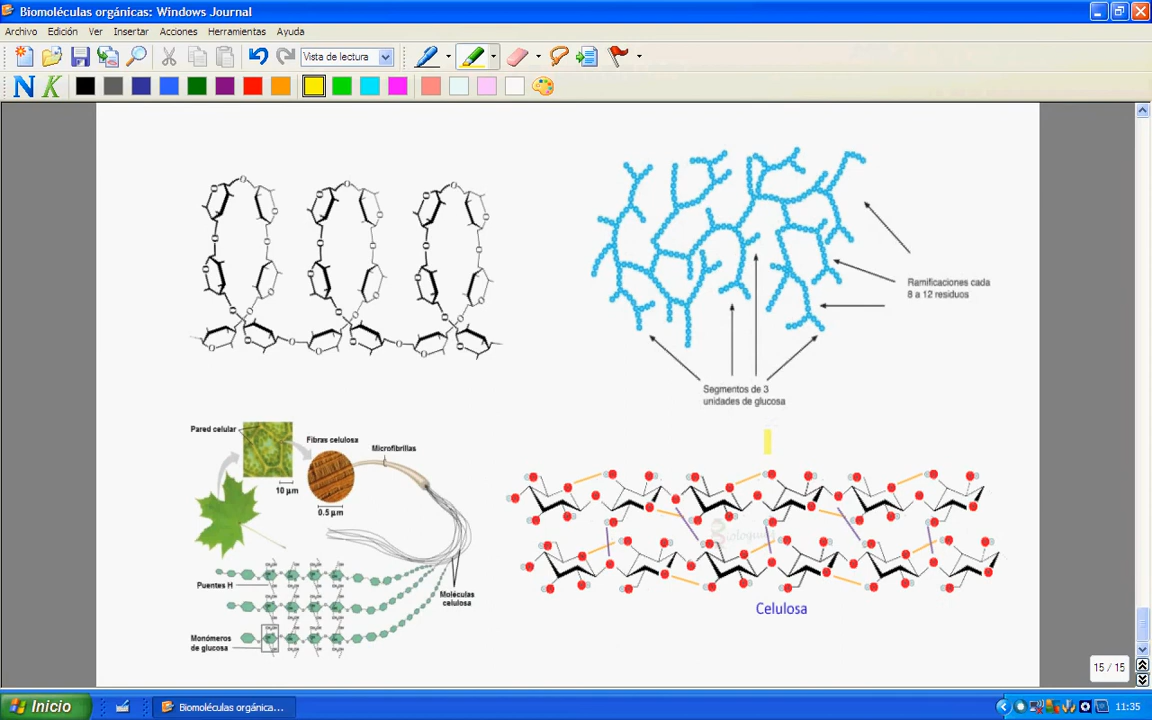 Biomoléculas orgánicas: Windows Journal
Archivo Edición Ver Insertar Acciones Herramientas Ayuda
Vista de lectura
N K
Ramificaciones cada
8 a 12 residuos
Segmentos de 3
unidades de glucosa
Pared celular
Fibras celulosa
Microfibrillas
10 μm
0.5 μm
Puentes H
Moléculas
celulosa
Monómeros
de glucosa
Celulosa
15 / 15
Inicio
Biomoléculas orgánica...
11:35